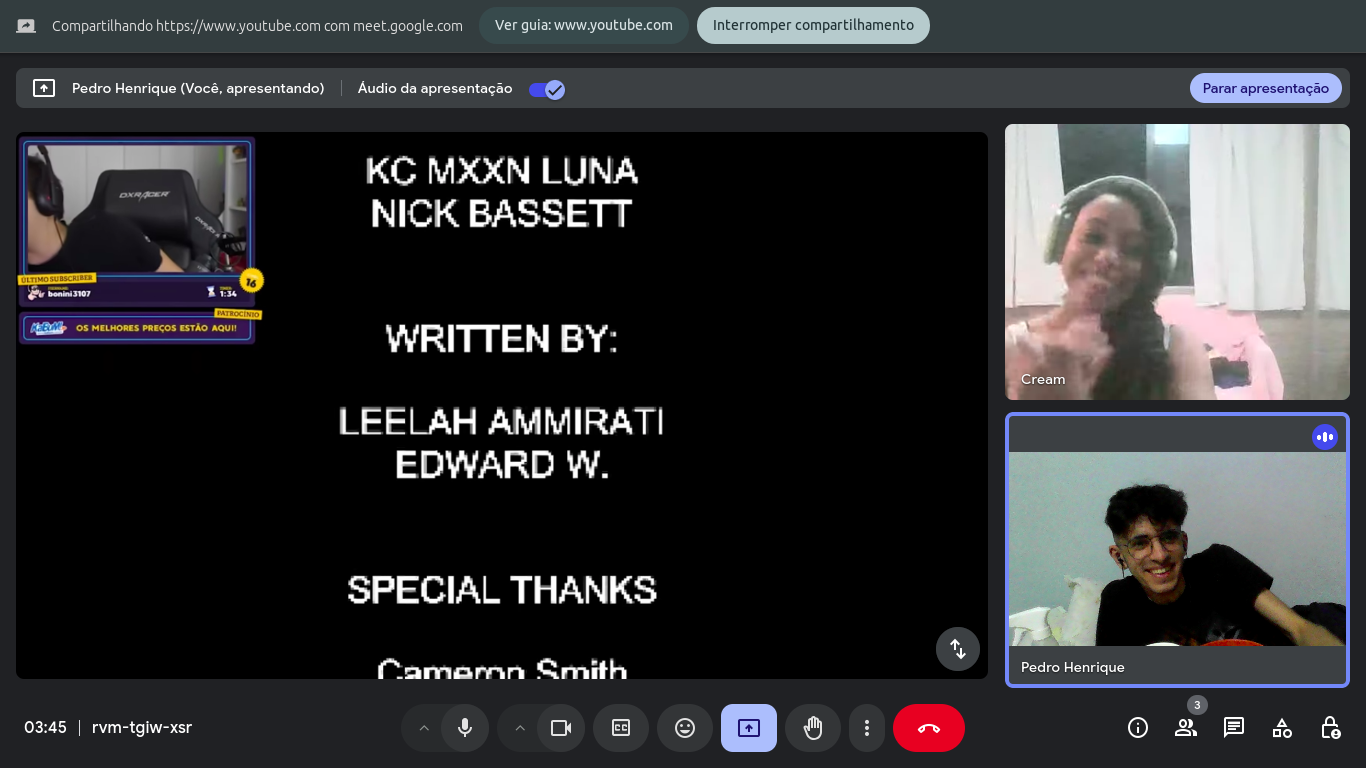 Compartilhando https://www.youtube.com com meet.google.com
Ver guia: www.youtube.com
Interromper compartilhamento
Pedro Henrique (Você, apresentando)
Áudio da apresentação
Parar apresentação
DXRACER
ÚLTIMO SUBSCRIBER
bonini3107
1:34
16
PATROCÍNIO
KaBuM!
OS MELHORES PREÇOS ESTÃO AQUI!
KC MXXN LUNA
NICK BASSETT
WRITTEN BY:
LEELAH AMMIRATI
EDWARD W.
SPECIAL THANKS
Cameron Smith
Cream
Pedro Henrique
03:45
rvm-tgiw-xsr
CC
3